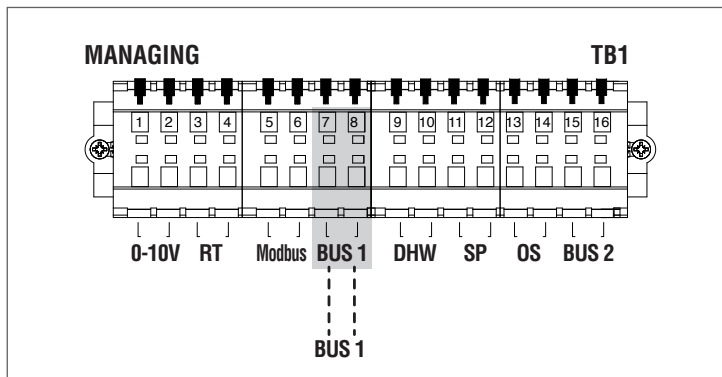 MANAGING TB1
1 2 3 4 5 6 7 8 9 10 11 12 13 14 15 16
0-10V RT Modbus BUS 1 DHW SP OS BUS 2
BUS 1